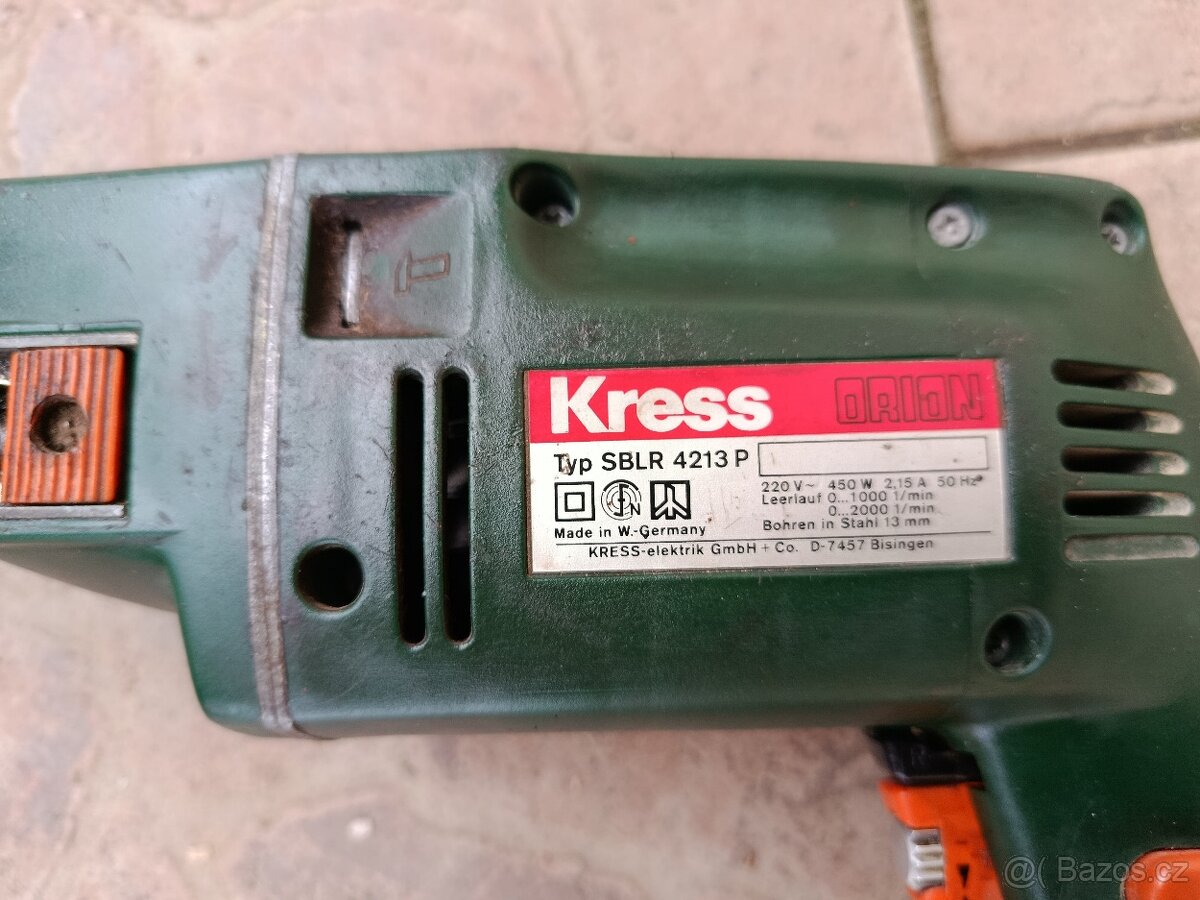 Kress ORION
Typ SBLR 4213 P
220 V~ 450 W 2,15 A 50 Hz
Leerlauf 0...1000 1/min
0...2000 1/min
Made in W.-Germany
Bohren in Stahl 13 mm
KRESS-elektrik GmbH + Co. D-7457 Bisingen
@( Bazos.cz